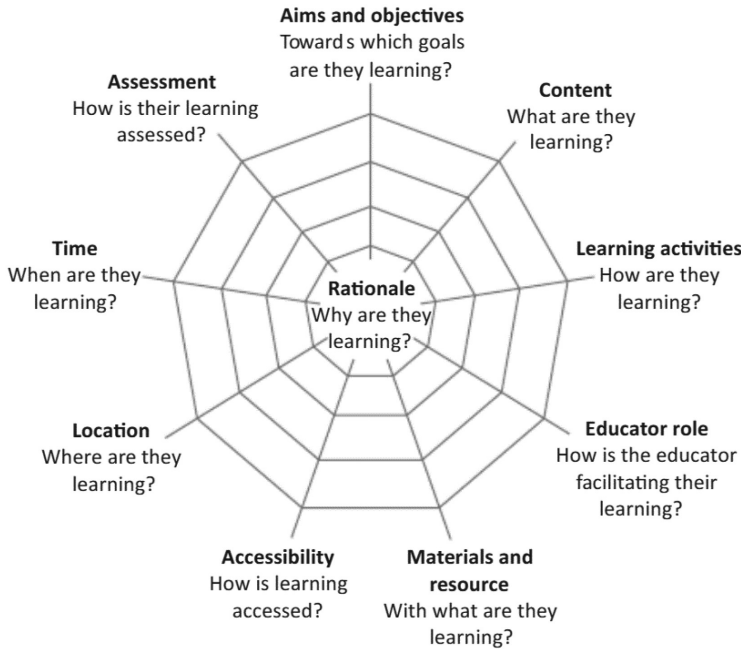 Aims and objectives
Towards which goals
are they learning?
Content
What are they
learning?
Learning activities
How are they
learning?
Educator role
How is the educator
facilitating their
learning?
Materials and
resource
With what are they
learning?
Accessibility
How is learning
accessed?
Location
Where are they
learning?
Time
When are they
learning?
Assessment
How is their learning
assessed?
Rationale
Why are they
learning?